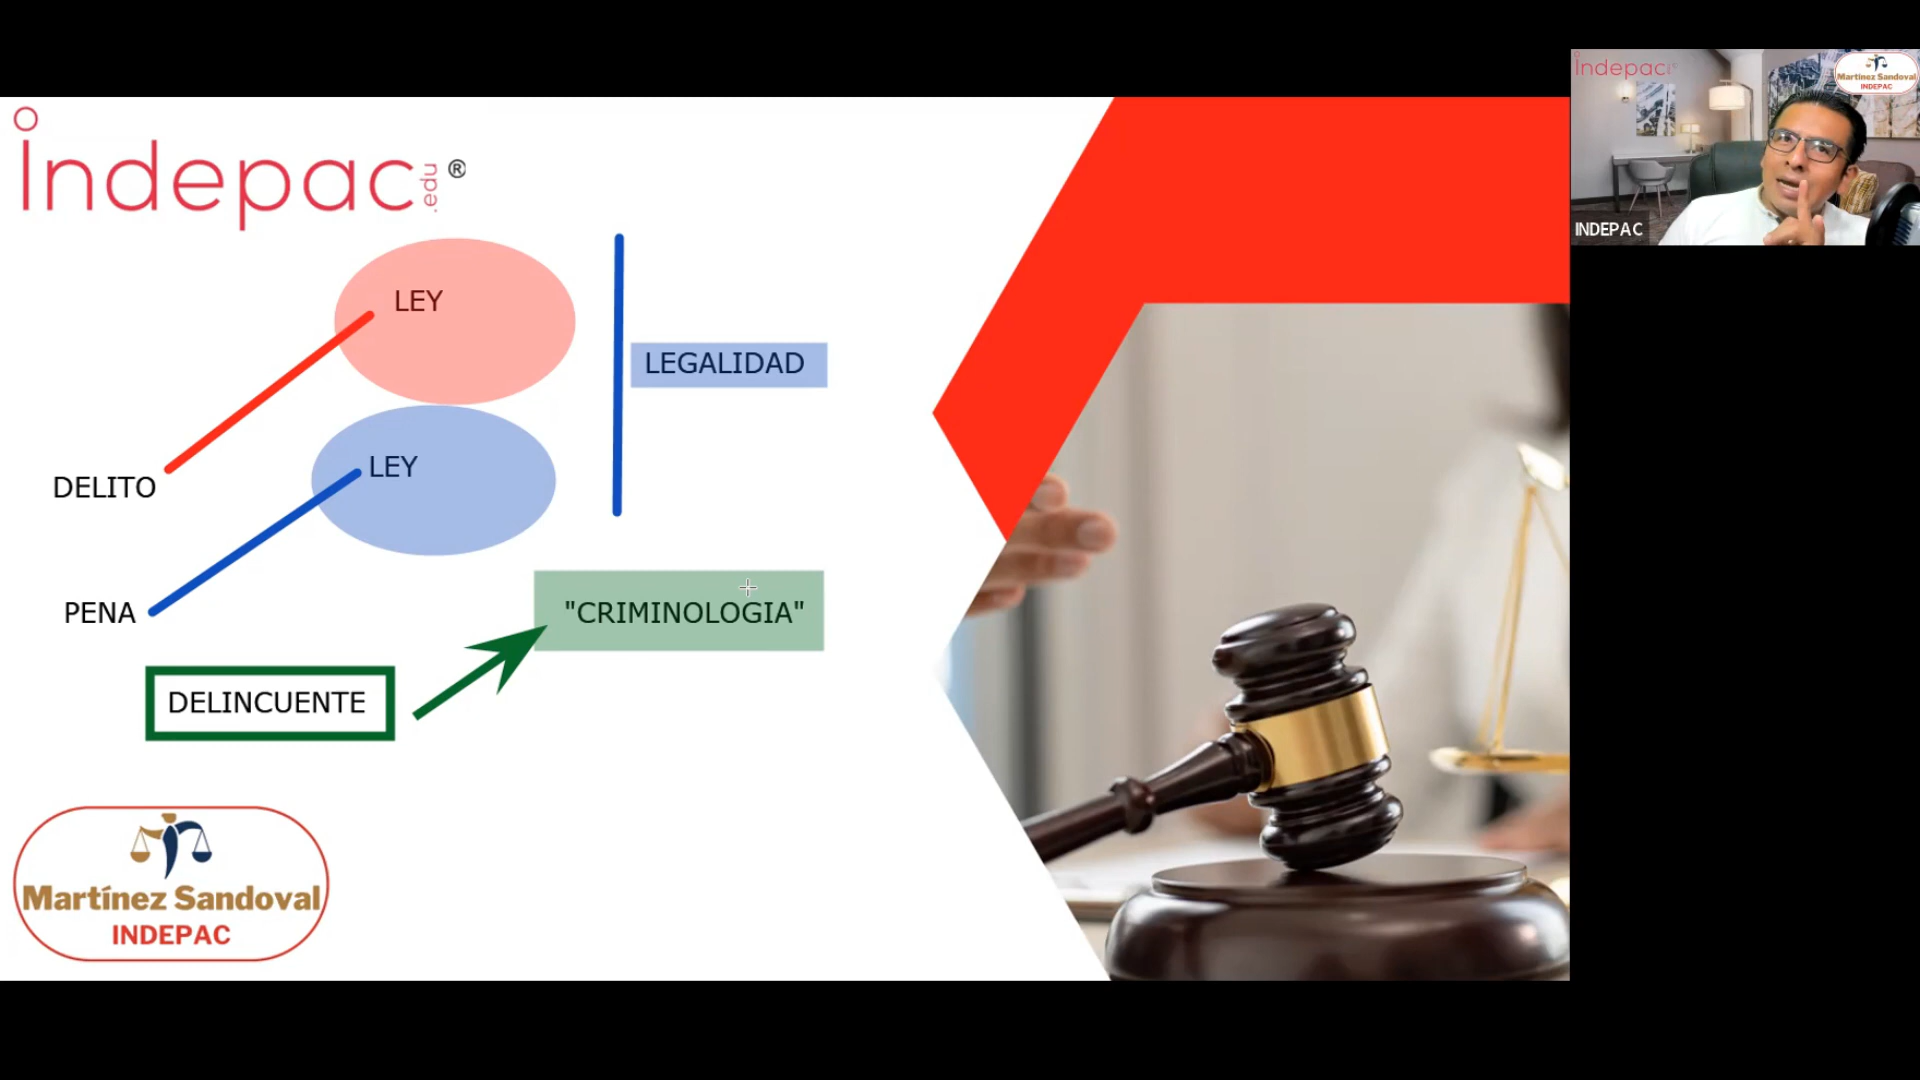 indepac.edu®
LEY
LEGALIDAD
LEY
DELITO
PENA
"CRIMINOLOGIA"
DELINCUENTE
Martínez Sandoval
INDEPAC
indepac
Martínez Sandoval
INDEPAC
INDEPAC